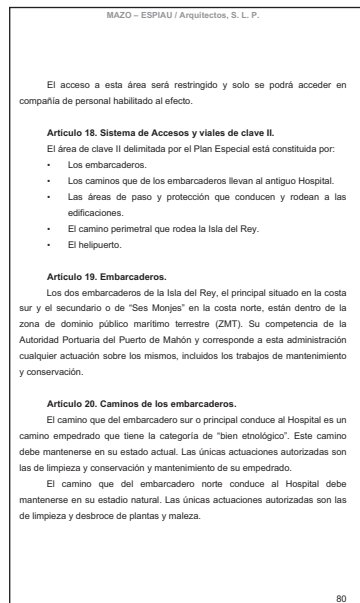 MAZO – ESPIAU / Arquitectos, S. L. P.
El acceso a esta área será restringido y solo se podrá acceder en
compañía de personal habilitado al efecto.
Artículo 18. Sistema de Accesos y viales de clave II.
El área de clave II delimitada por el Plan Especial está constituida por:
• Los embarcaderos.
• Los caminos que de los embarcaderos llevan al antiguo Hospital.
• Las áreas de paso y protección que conducen y rodean a las
edificaciones.
• El camino perimetral que rodea la Isla del Rey.
• El helipuerto.
Artículo 19. Embarcaderos.
Los dos embarcaderos de la Isla del Rey, el principal situado en la costa
sur y el secundario o de “Ses Monjes” en la costa norte, están dentro de la
zona de dominio público marítimo terrestre (ZMT). Su competencia de la
Autoridad Portuaria del Puerto de Mahón y corresponde a esta administración
cualquier actuación sobre los mismos, incluidos los trabajos de mantenimiento
y conservación.
Artículo 20. Caminos de los embarcaderos.
El camino que del embarcadero sur o principal conduce al Hospital es un
camino empedrado que tiene la categoría de “bien etnológico”. Este camino
debe mantenerse en su estado actual. Las únicas actuaciones autorizadas son
las de limpieza y conservación y mantenimiento de su empedrado.
El camino que del embarcadero norte conduce al Hospital debe
mantenerse en su estadio natural. Las únicas actuaciones autorizadas son las
de limpieza y desbroce de plantas y maleza.
80